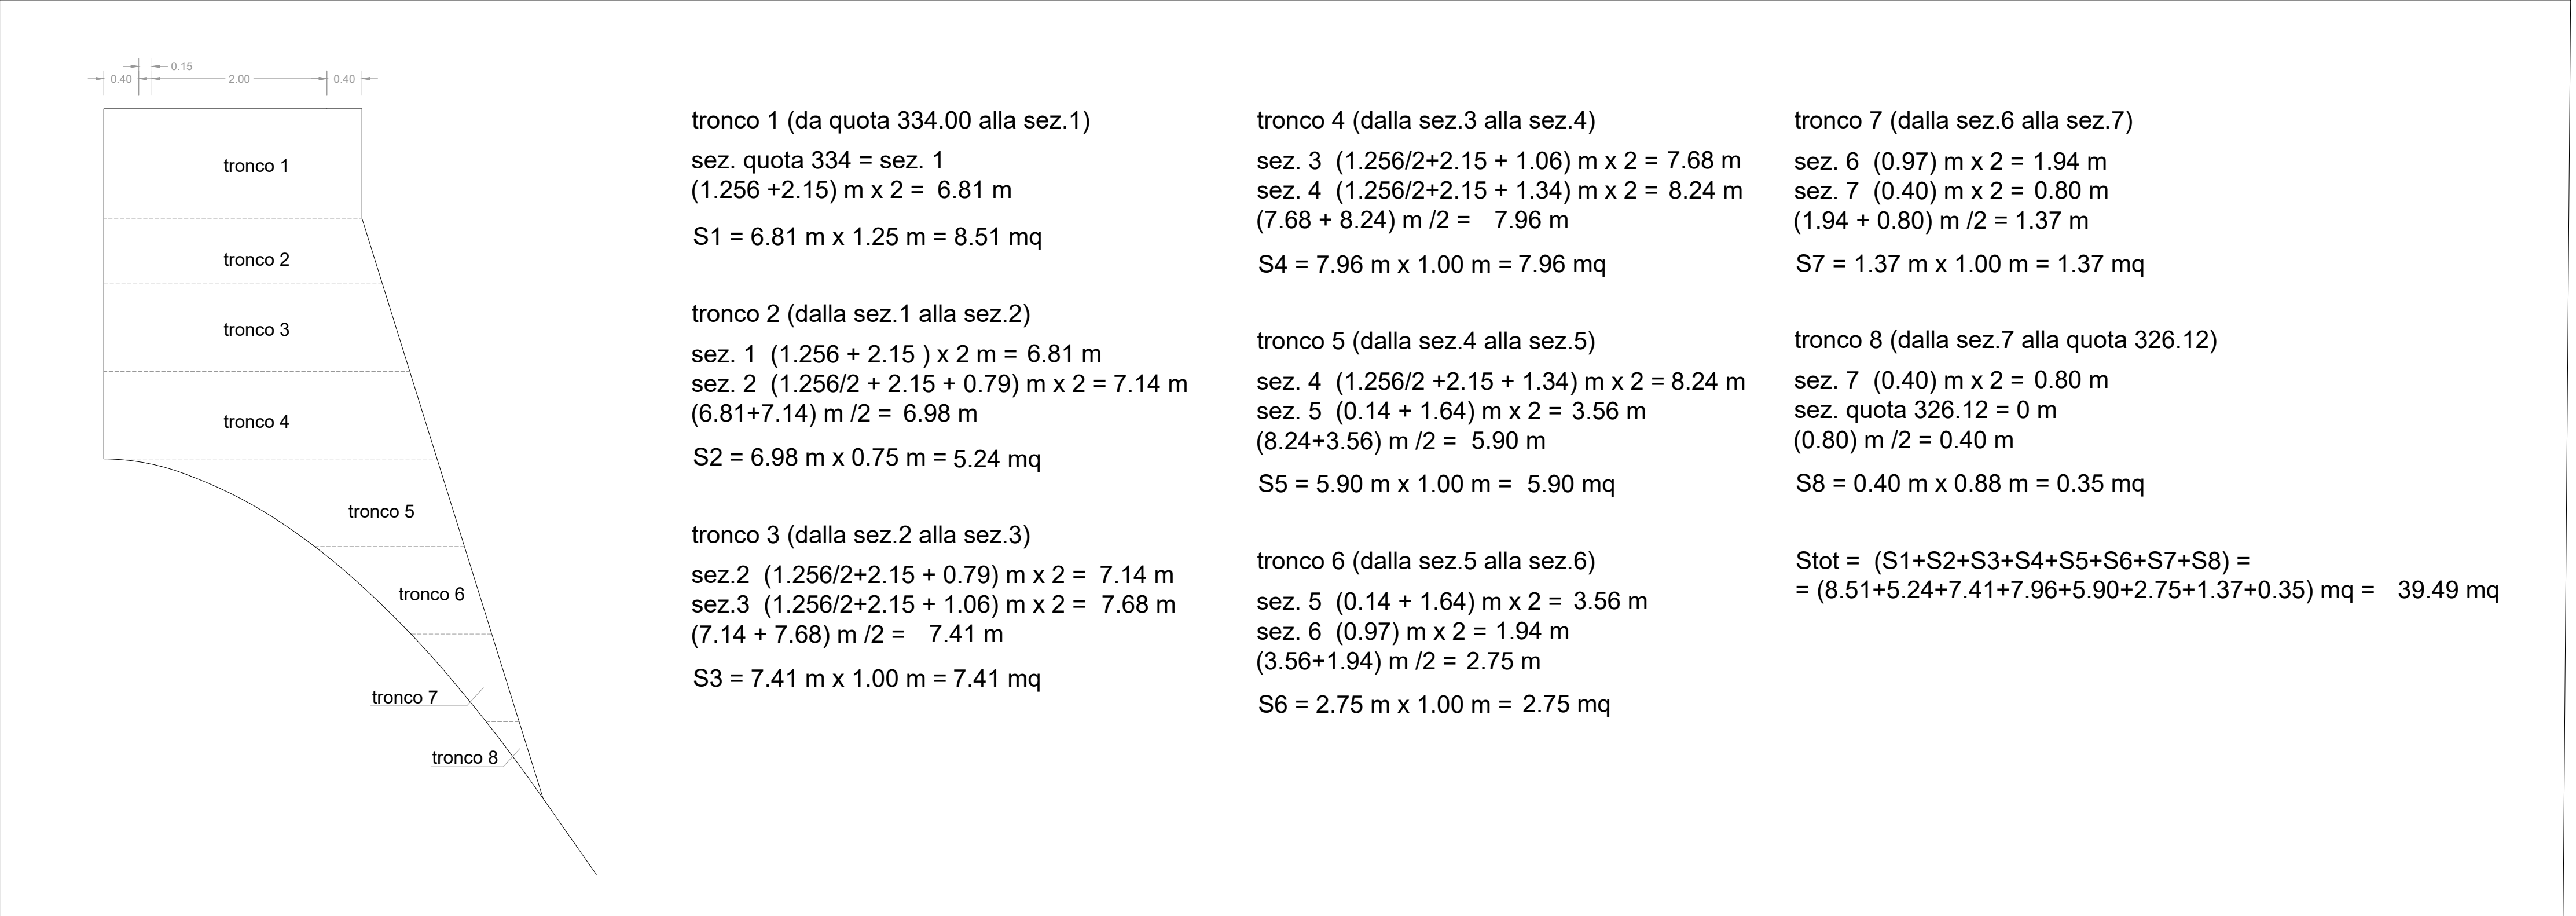 0.15
0.40 2.00 0.40
tronco 1
tronco 2
tronco 3
tronco 4
tronco 5
tronco 6
tronco 7
tronco 8
tronco 1 (da quota 334.00 alla sez.1)
sez. quota 334 = sez. 1
(1.256 +2.15) m x 2 = 6.81 m
S1 = 6.81 m x 1.25 m = 8.51 mq
tronco 2 (dalla sez.1 alla sez.2)
sez. 1 (1.256 + 2.15 ) x 2 m = 6.81 m
sez. 2 (1.256/2 + 2.15 + 0.79) m x 2 = 7.14 m
(6.81+7.14) m /2 = 6.98 m
S2 = 6.98 m x 0.75 m = 5.24 mq
tronco 3 (dalla sez.2 alla sez.3)
sez.2 (1.256/2+2.15 + 0.79) m x 2 = 7.14 m
sez.3 (1.256/2+2.15 + 1.06) m x 2 = 7.68 m
(7.14 + 7.68) m /2 = 7.41 m
S3 = 7.41 m x 1.00 m = 7.41 mq
tronco 4 (dalla sez.3 alla sez.4)
sez. 3 (1.256/2+2.15 + 1.06) m x 2 = 7.68 m
sez. 4 (1.256/2+2.15 + 1.34) m x 2 = 8.24 m
(7.68 + 8.24) m /2 = 7.96 m
S4 = 7.96 m x 1.00 m = 7.96 mq
tronco 5 (dalla sez.4 alla sez.5)
sez. 4 (1.256/2 +2.15 + 1.34) m x 2 = 8.24 m
sez. 5 (0.14 + 1.64) m x 2 = 3.56 m
(8.24+3.56) m /2 = 5.90 m
S5 = 5.90 m x 1.00 m = 5.90 mq
tronco 6 (dalla sez.5 alla sez.6)
sez. 5 (0.14 + 1.64) m x 2 = 3.56 m
sez. 6 (0.97) m x 2 = 1.94 m
(3.56+1.94) m /2 = 2.75 m
S6 = 2.75 m x 1.00 m = 2.75 mq
tronco 7 (dalla sez.6 alla sez.7)
sez. 6 (0.97) m x 2 = 1.94 m
sez. 7 (0.40) m x 2 = 0.80 m
(1.94 + 0.80) m /2 = 1.37 m
S7 = 1.37 m x 1.00 m = 1.37 mq
tronco 8 (dalla sez.7 alla quota 326.12)
sez. 7 (0.40) m x 2 = 0.80 m
sez. quota 326.12 = 0 m
(0.80) m /2 = 0.40 m
S8 = 0.40 m x 0.88 m = 0.35 mq
Stot = (S1+S2+S3+S4+S5+S6+S7+S8) =
= (8.51+5.24+7.41+7.96+5.90+2.75+1.37+0.35) mq = 39.49 mq